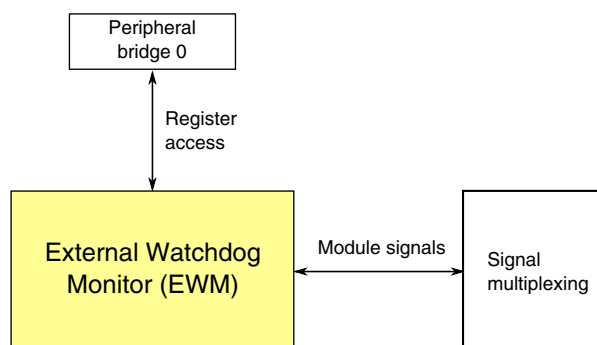 Peripheral
bridge 0
Register
access
External Watchdog
Monitor (EWM)
Module signals
Signal
multiplexing